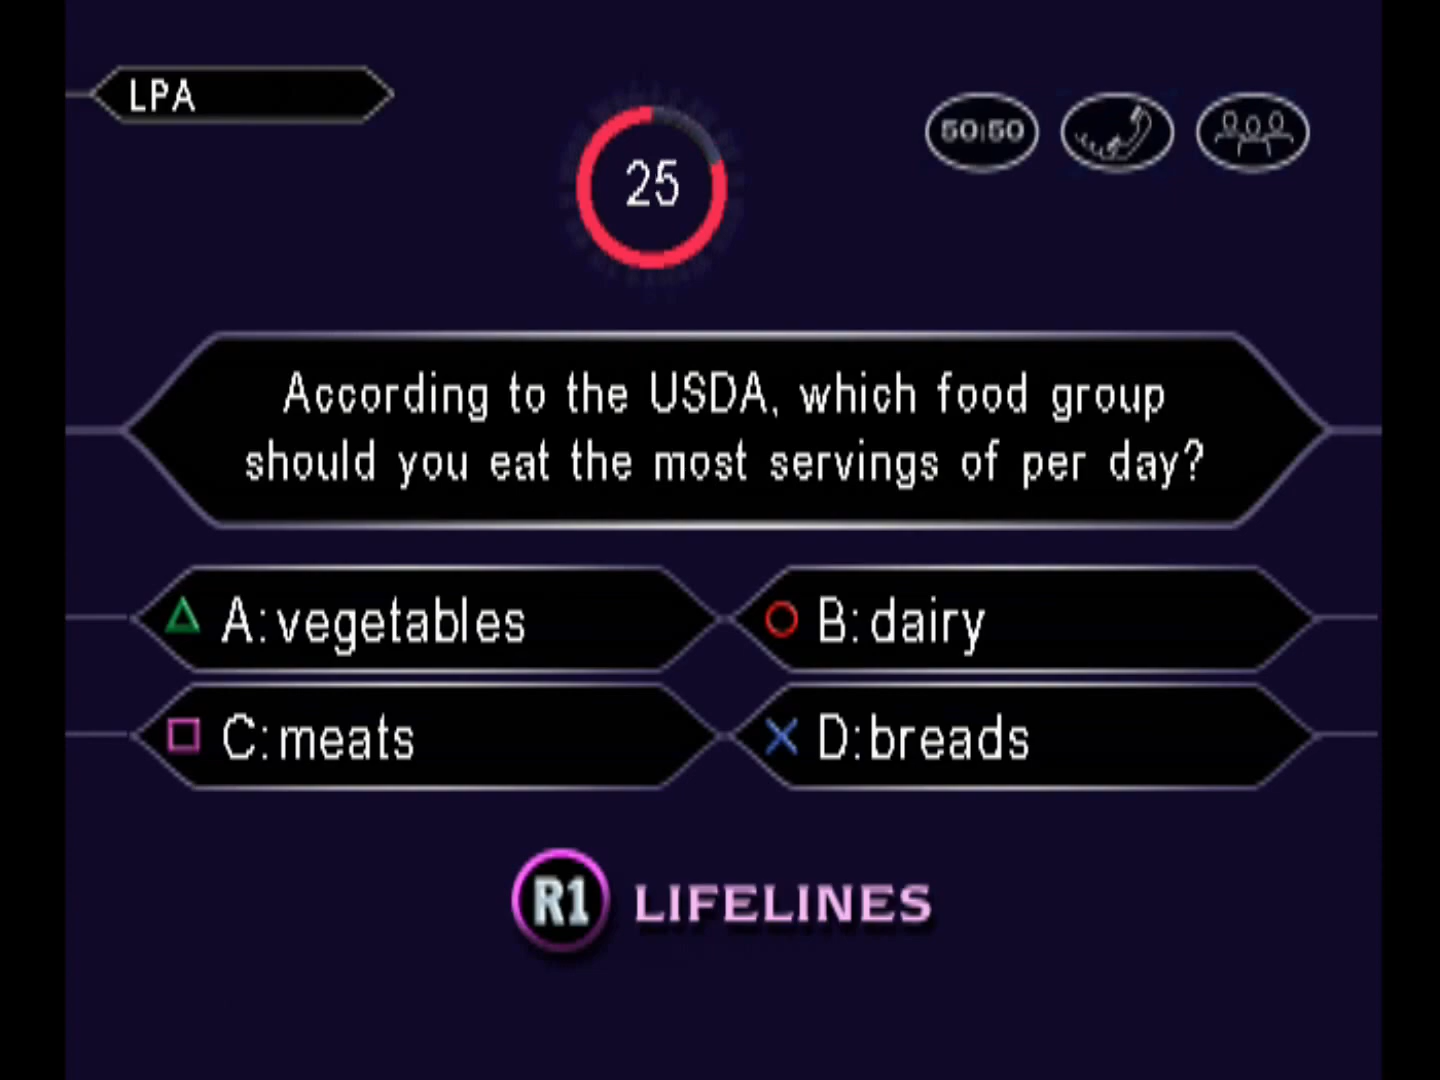 LPA
25
50:50
According to the USDA, which food group
should you eat the most servings of per day?
A: vegetables
B: dairy
C: meats
D: breads
R1 LIFELINES